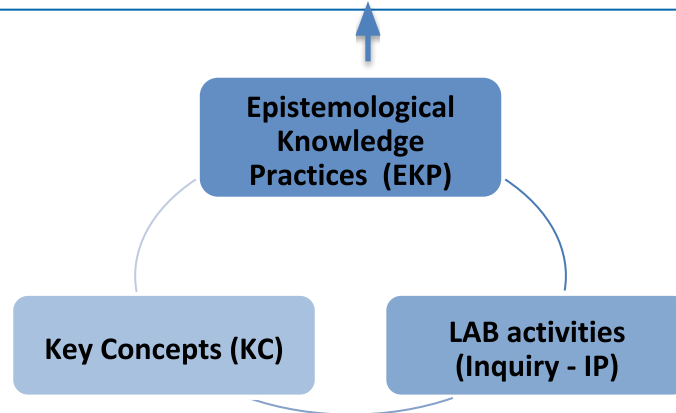 Epistemological
Knowledge
Practices (EKP)
Key Concepts (KC)
LAB activities
(Inquiry - IP)